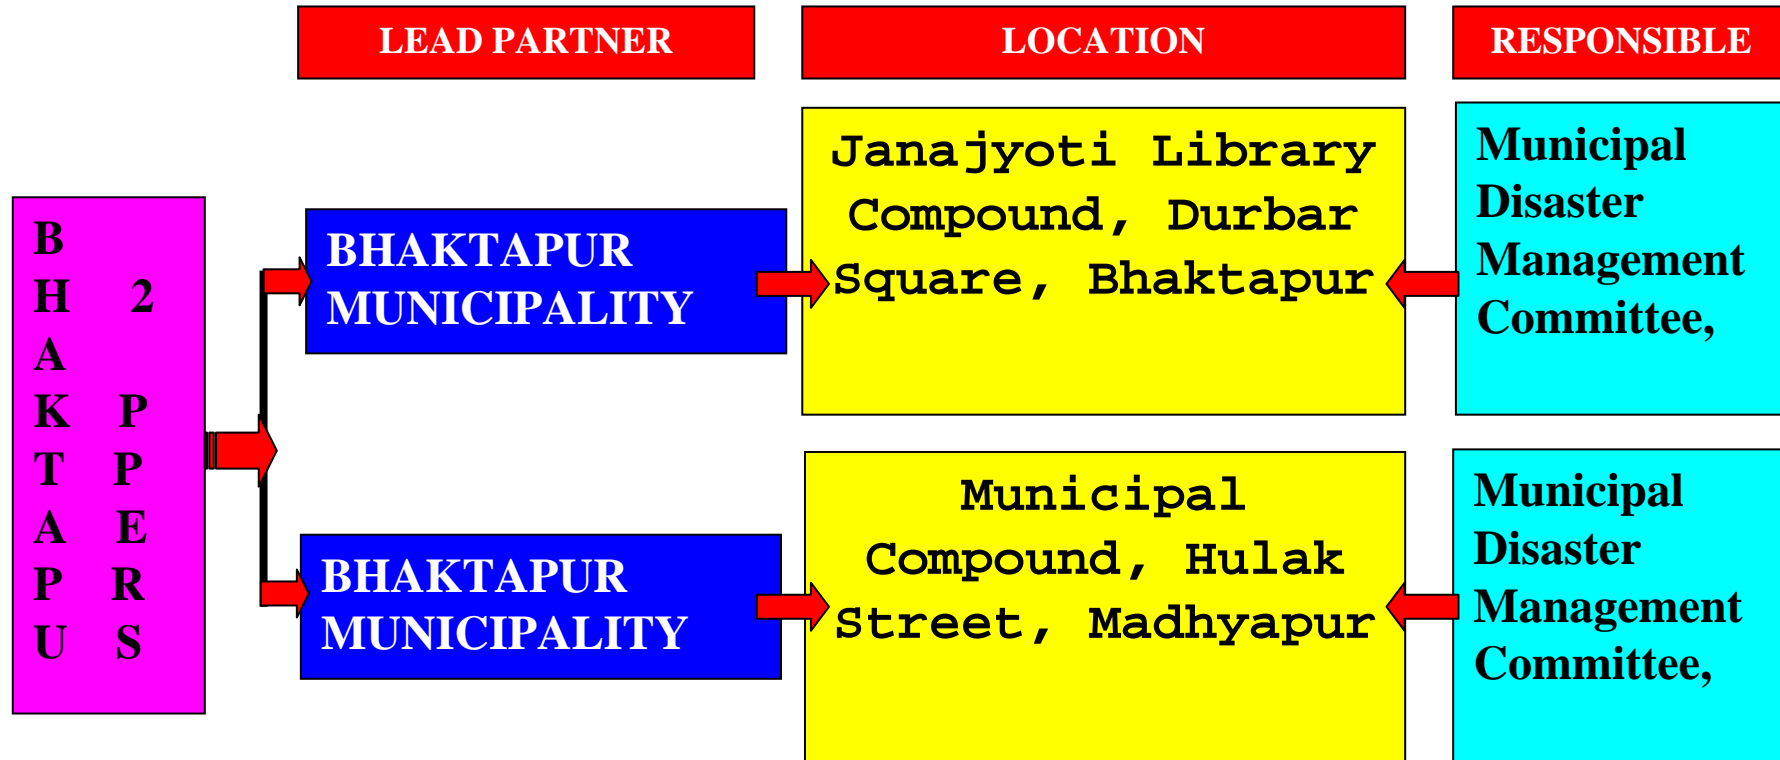 LEAD PARTNER
LOCATION
RESPONSIBLE
B
H 2
A
K P
T P
A E
P R
U S
BHAKTAPUR
MUNICIPALITY
Janajyoti Library
Compound, Durbar
Square, Bhaktapur
Municipal
Disaster
Management
Committee,
BHAKTAPUR
MUNICIPALITY
Municipal
Compound, Hulak
Street, Madhyapur
Municipal
Disaster
Management
Committee,